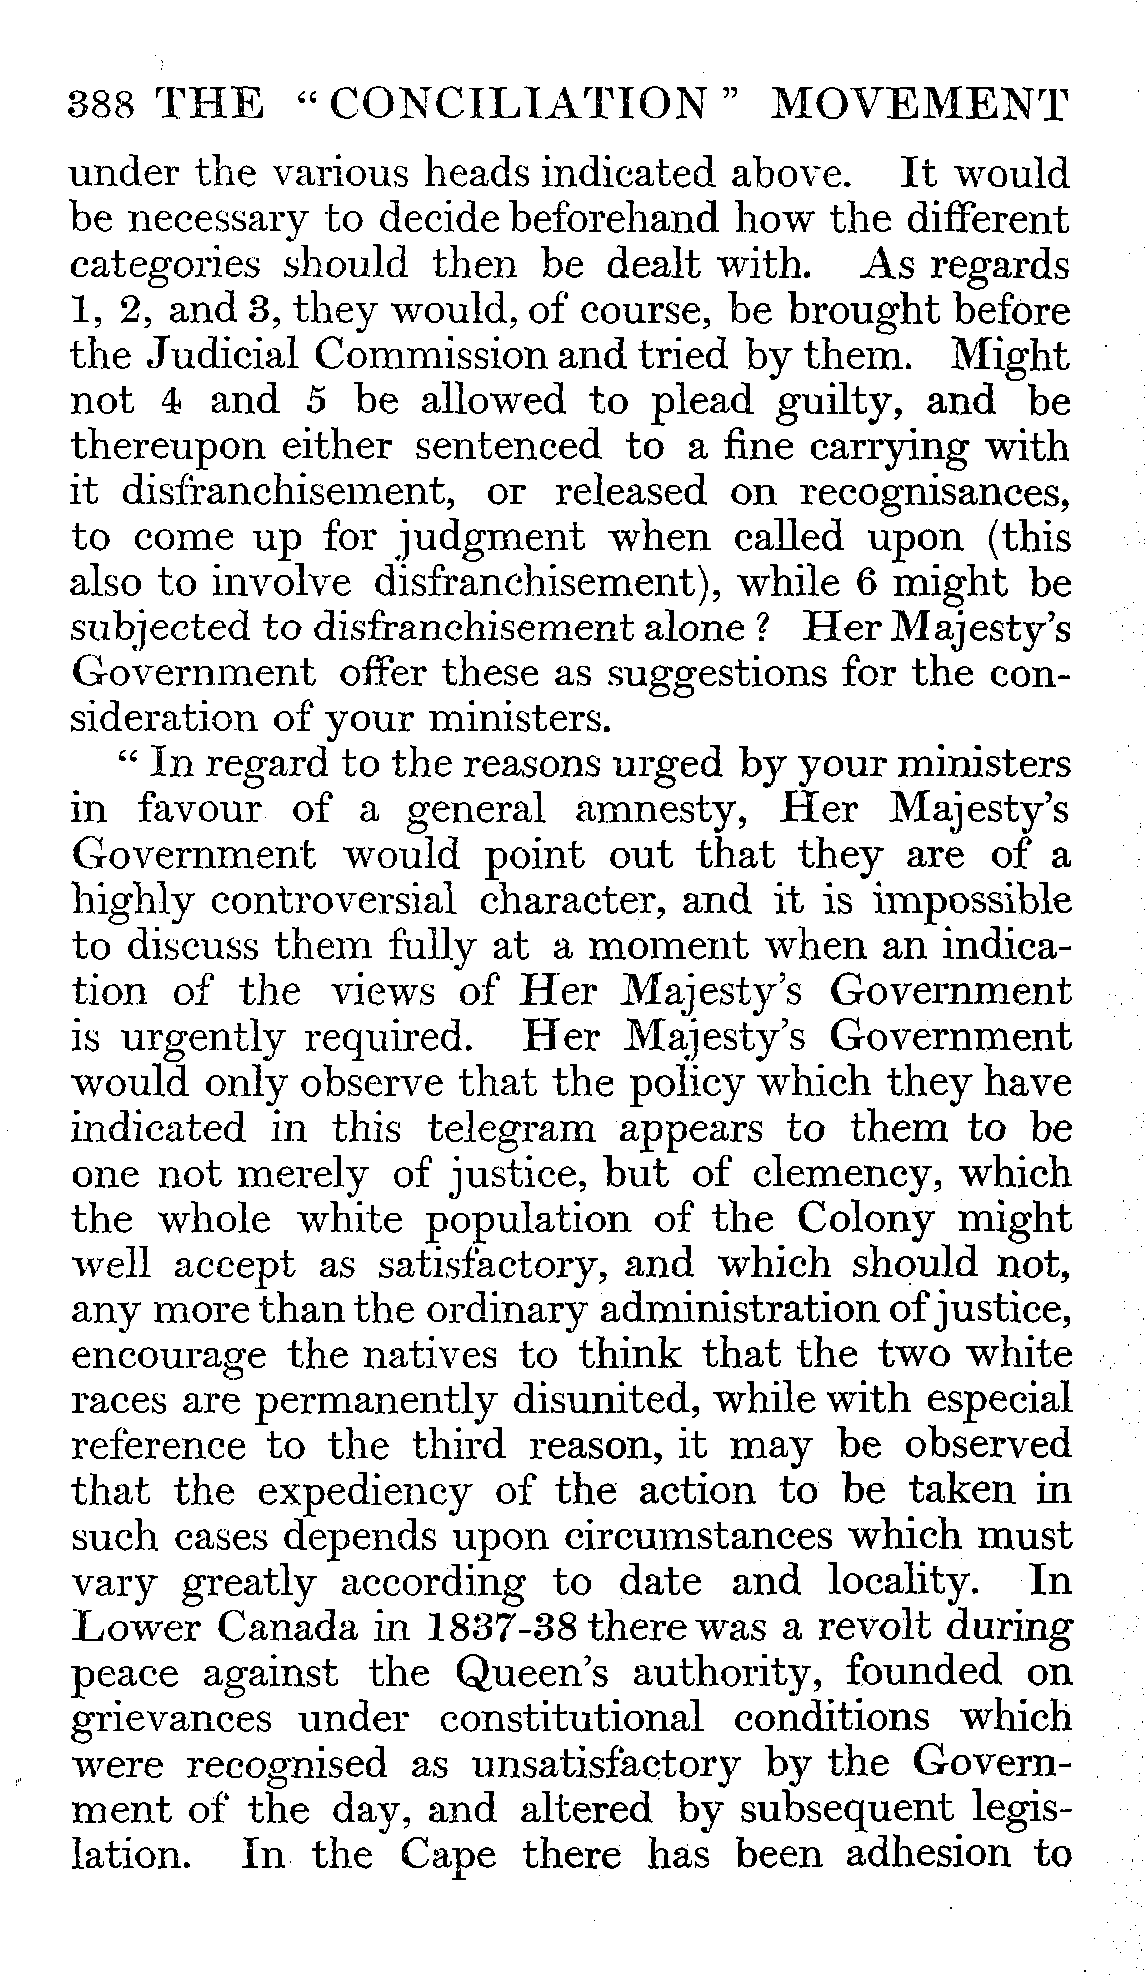 388 THE “ CONCILIATION ” MOVEMENT
under the various heads indicated above. It would
be necessary to decide beforehand how the different
categories should then be dealt with. As regards
1, 2, and 3, they would, of course, be brought before
the Judicial Commission and tried by them. Might
not 4 and 5 be allowed to plead guilty, and be
thereupon either sentenced to a fine carrying with
it disfranchisement, or released on recognisances,
to come up for judgment when called upon (this
also to involve disfranchisement), while 6 might be
subjected to disfranchisement alone ? Her Majesty’s
Government offer these as suggestions for the con-
sideration of your ministers.
“ In regard to the reasons urged by your ministers
in favour of a general amnesty, Her Majesty’s
Government would point out that they are of a
highly controversial character, and it is impossible
to discuss them fully at a moment when an indica-
tion of the views of Her Majesty’s Government
is urgently required. Her Majesty’s Government
would only observe that the policy which they have
indicated in this telegram appears to them to be
one not merely of justice, but of clemency, which
the whole white population of the Colony might
well accept as satisfactory, and which should not,
any more than the ordinary administration of justice,
encourage the natives to think that the two white
races are permanently disunited, while with especial
reference to the third reason, it may be observed
that the expediency of the action to be taken in
such cases depends upon circumstances which must
vary greatly according to date and locality. In
Lower Canada in 1837-38 there was a revolt during
peace against the Queen’s authority, founded on
grievances under constitutional conditions which
were recognised as unsatisfactory by the Govern-
ment of the day, and altered by subsequent legis-
lation. In the Cape there has been adhesion to